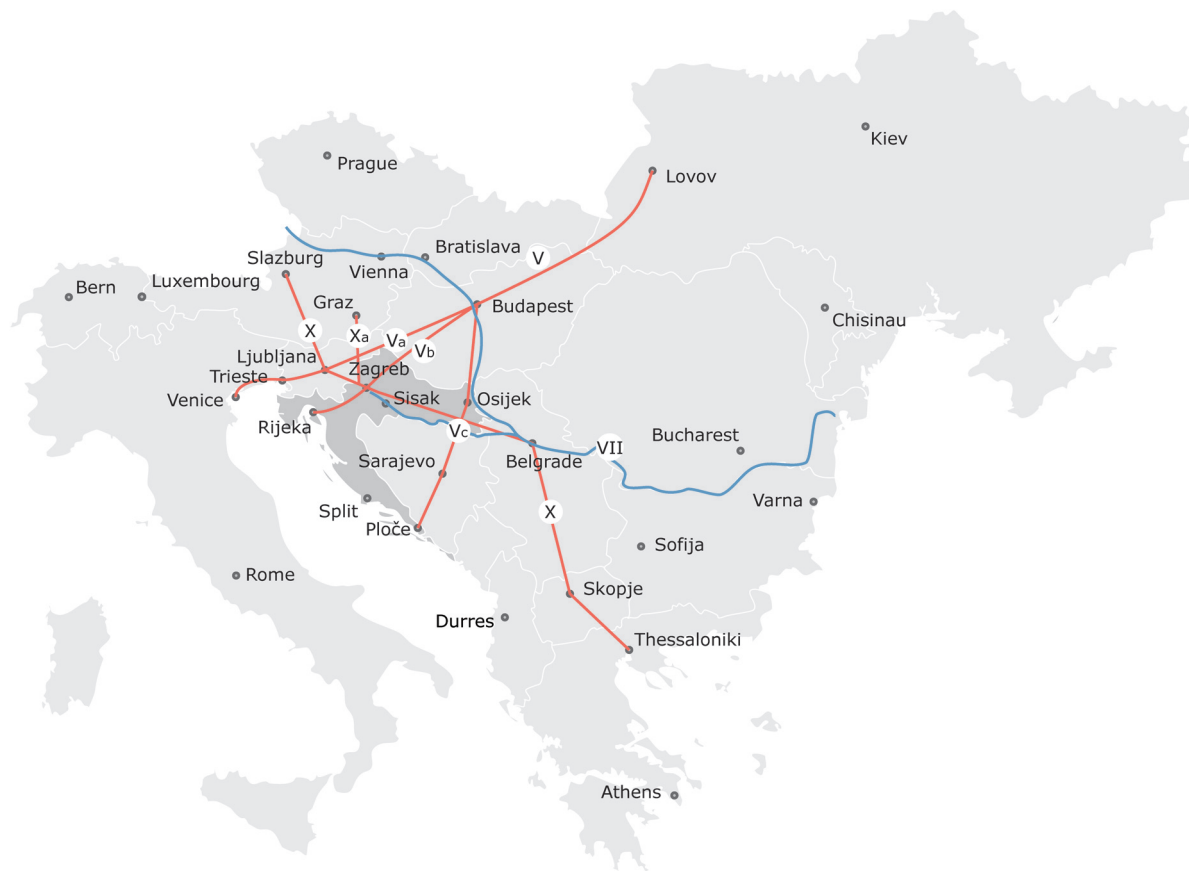 Kiev
Prague
Lovov
Bratislava
V
Slazburg
Vienna
Luxembourg
Bern
Graz
Budapest
Chisinau
X
Xa
Va
Vb
Ljubljana
Zagreb
Trieste
Venice
Sisak
Osijek
Rijeka
Vc
Bucharest
VII
Sarajevo
Belgrade
Varna
Split
X
Ploče
Sofija
Rome
Skopje
Durres
Thessaloniki
Athens